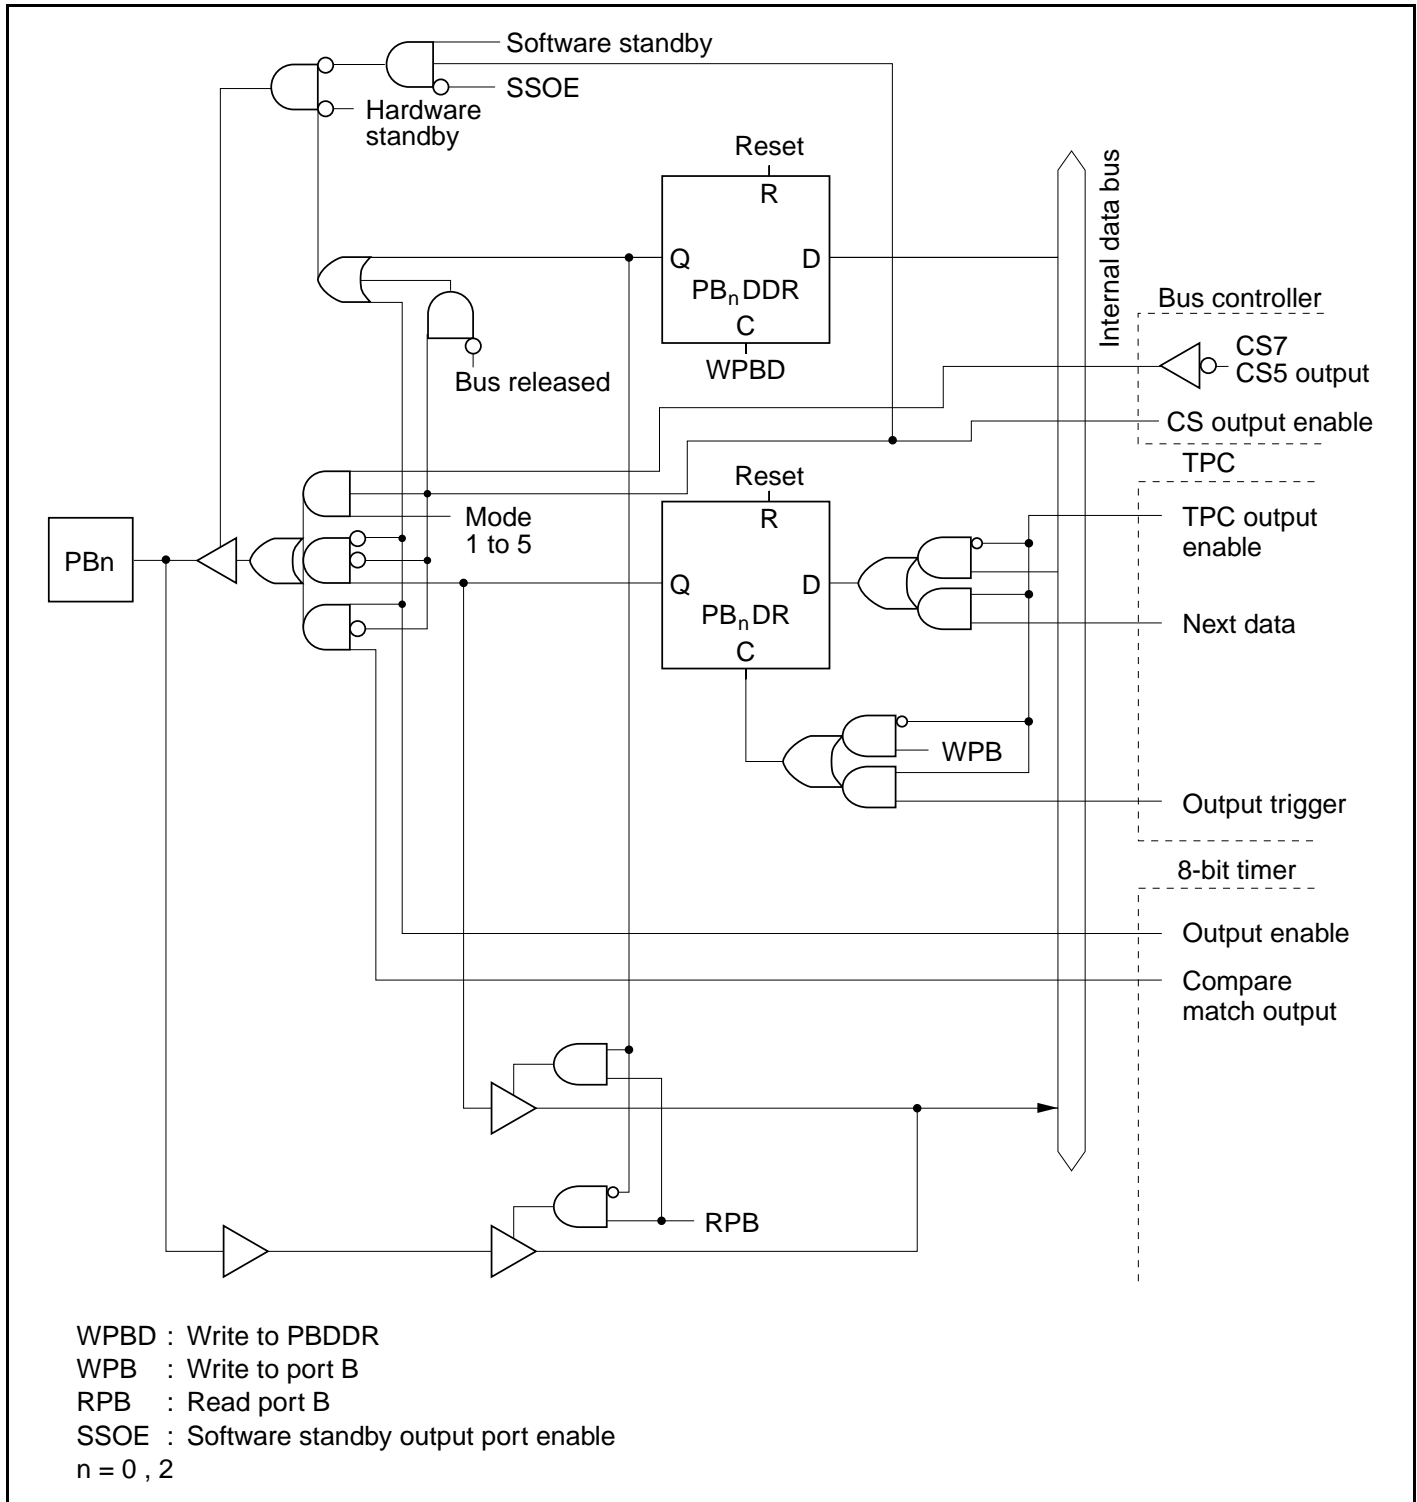 Software standby
SSOE
Hardware
standby
Reset
R
Q
D
PBnDDR
C
WPBD
Internal data bus
Bus controller
CS7
CS5 output
CS output enable
Bus released
TPC
Reset
R
Mode
1 to 5
TPC output
enable
PBn
Q
D
PBnDR
C
Next data
WPB
Output trigger
8-bit timer
Output enable
Compare
match output
RPB
WPBD : Write to PBDDR
WPB : Write to port B
RPB : Read port B
SSOE : Software standby output port enable
n = 0 , 2